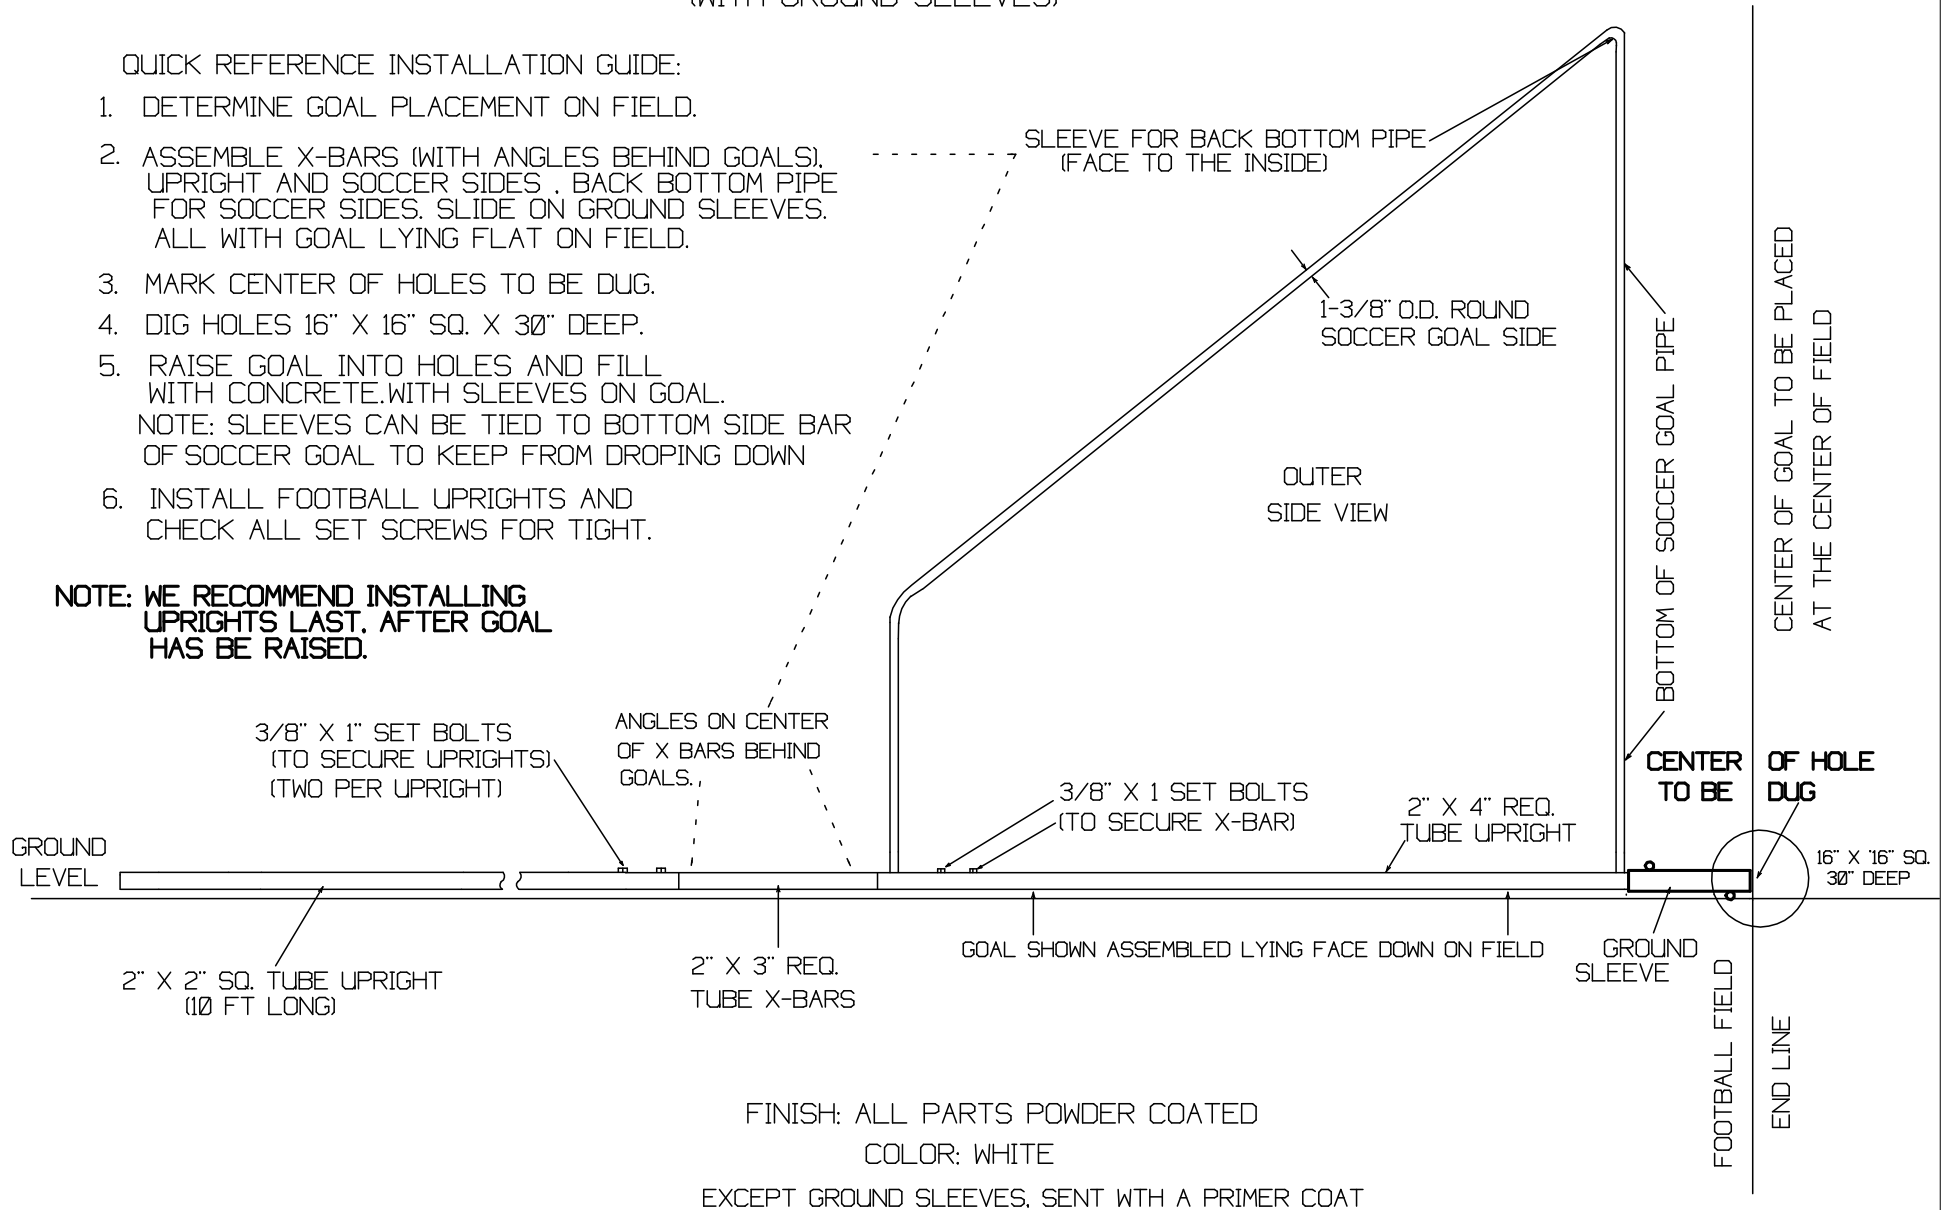 (WITH GROUND SLEEVES)
QUICK REFERENCE INSTALLATION GUIDE:
1. DETERMINE GOAL PLACEMENT ON FIELD.
2. ASSEMBLE X-BARS (WITH ANGLES BEHIND GOALS),
UPRIGHT AND SOCCER SIDES , BACK BOTTOM PIPE
FOR SOCCER SIDES. SLIDE ON GROUND SLEEVES.
ALL WITH GOAL LYING FLAT ON FIELD.
3. MARK CENTER OF HOLES TO BE DUG.
4. DIG HOLES 16" X 16" SQ. X 30" DEEP.
5. RAISE GOAL INTO HOLES AND FILL
WITH CONCRETE.WITH SLEEVES ON GOAL.
NOTE: SLEEVES CAN BE TIED TO BOTTOM SIDE BAR
OF SOCCER GOAL TO KEEP FROM DROPING DOWN
6. INSTALL FOOTBALL UPRIGHTS AND
CHECK ALL SET SCREWS FOR TIGHT.
NOTE: WE RECOMMEND INSTALLING
UPRIGHTS LAST, AFTER GOAL
HAS BE RAISED.
SLEEVE FOR BACK BOTTOM PIPE
(FACE TO THE INSIDE)
1-3/8" O.D. ROUND
SOCCER GOAL SIDE
OUTER
SIDE VIEW
BOTTOM OF SOCCER GOAL PIPE
CENTER OF GOAL TO BE PLACED
AT THE CENTER OF FIELD
3/8" X 1" SET BOLTS
(TO SECURE UPRIGHTS)
(TWO PER UPRIGHT)
ANGLES ON CENTER
OF X BARS BEHIND
GOALS.
3/8" X 1 SET BOLTS
(TO SECURE X-BAR)
2" X 4" REQ.
TUBE UPRIGHT
CENTER OF HOLE
TO BE DUG
16" X 16" SQ.
30" DEEP
GROUND
LEVEL
2" X 2" SQ. TUBE UPRIGHT
(10 FT LONG)
2" X 3" REQ.
TUBE X-BARS
GOAL SHOWN ASSEMBLED LYING FACE DOWN ON FIELD
GROUND
SLEEVE
FOOTBALL FIELD
END LINE
FINISH: ALL PARTS POWDER COATED
COLOR: WHITE
EXCEPT GROUND SLEEVES, SENT WTH A PRIMER COAT